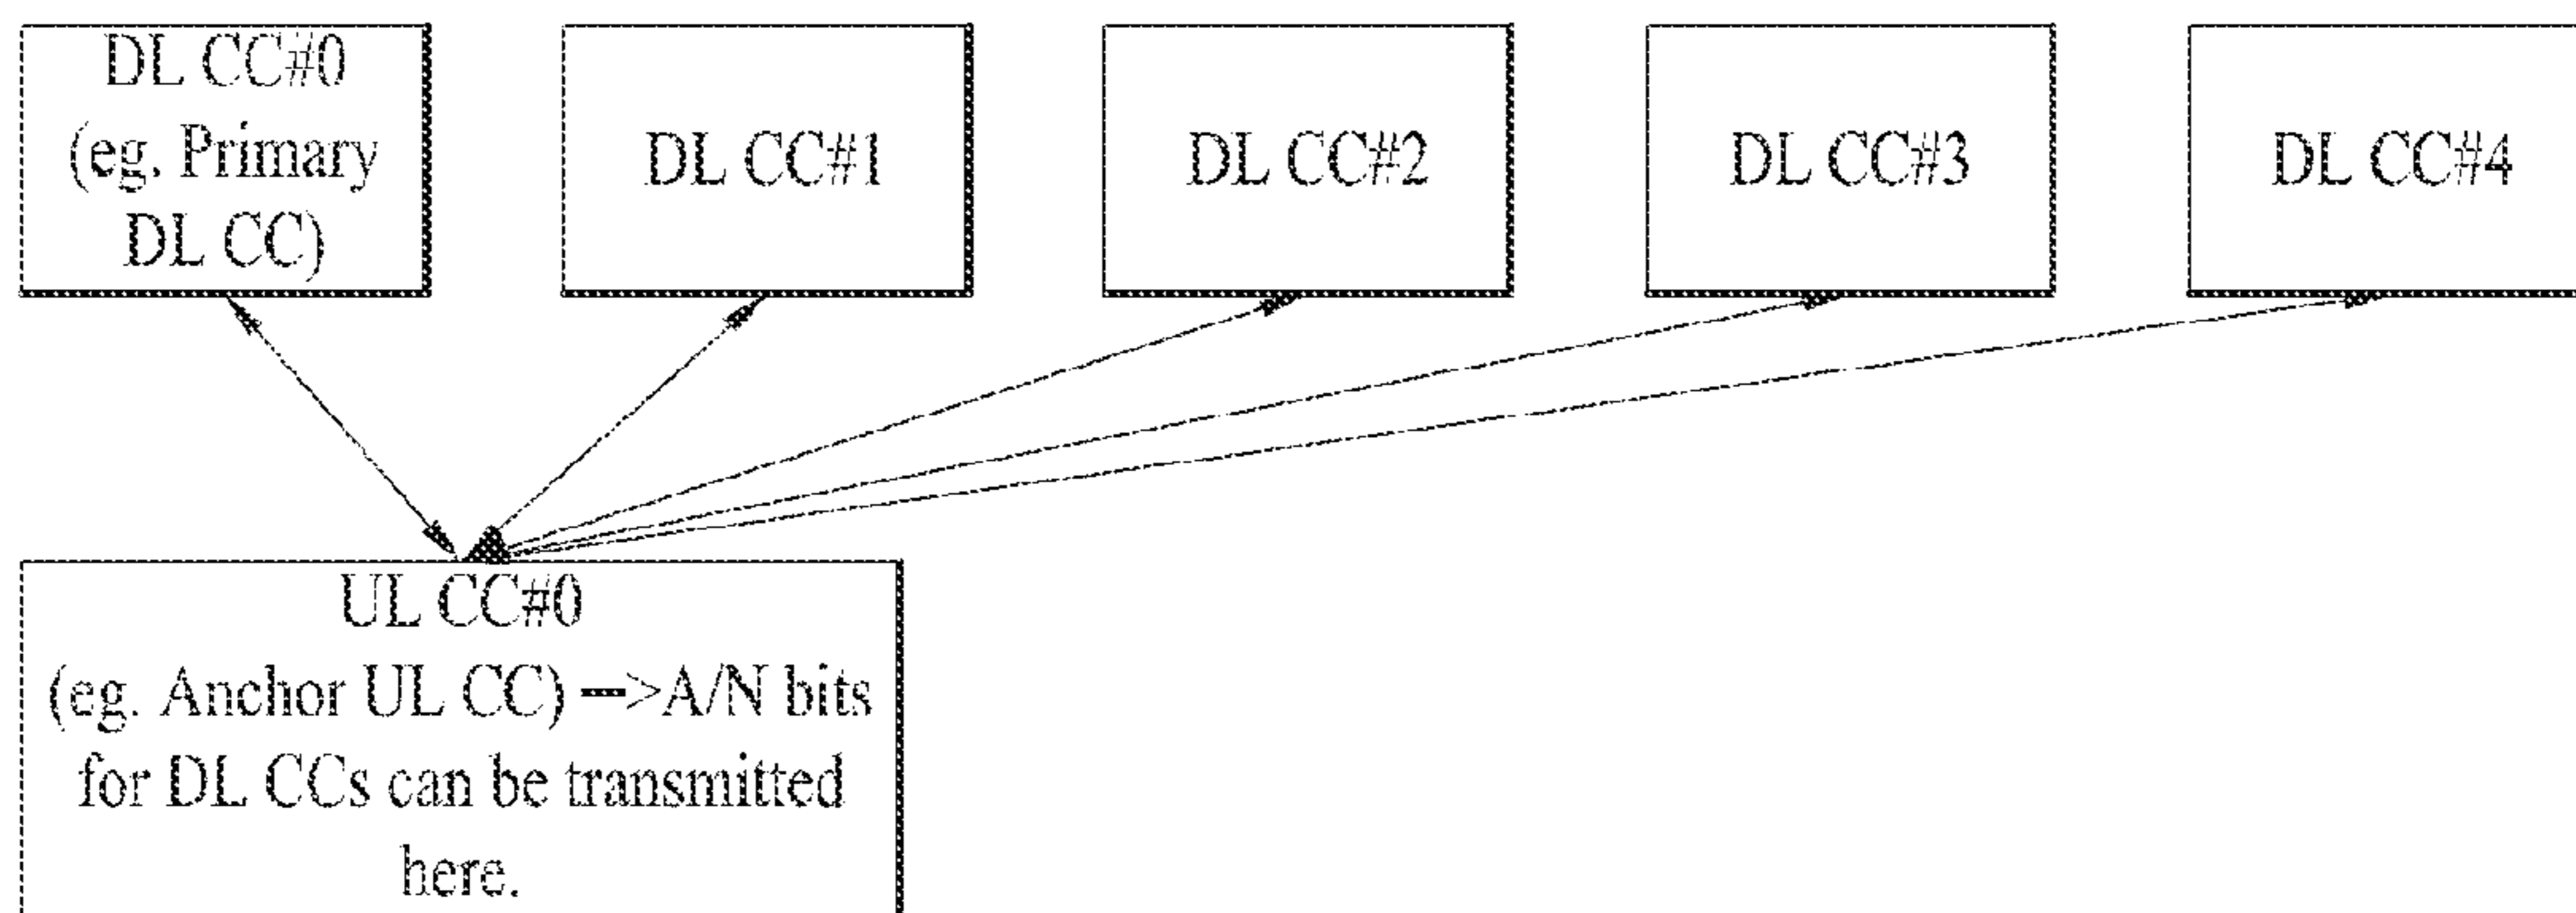 DL CC#0
(eg. Primary
DL CC)
DL CC#1
DL CC#2
DL CC#3
DL CC#4
UL CC#0
(eg. Anchor UL CC) -->A/N bits
for DL CCs can be transmitted
here.